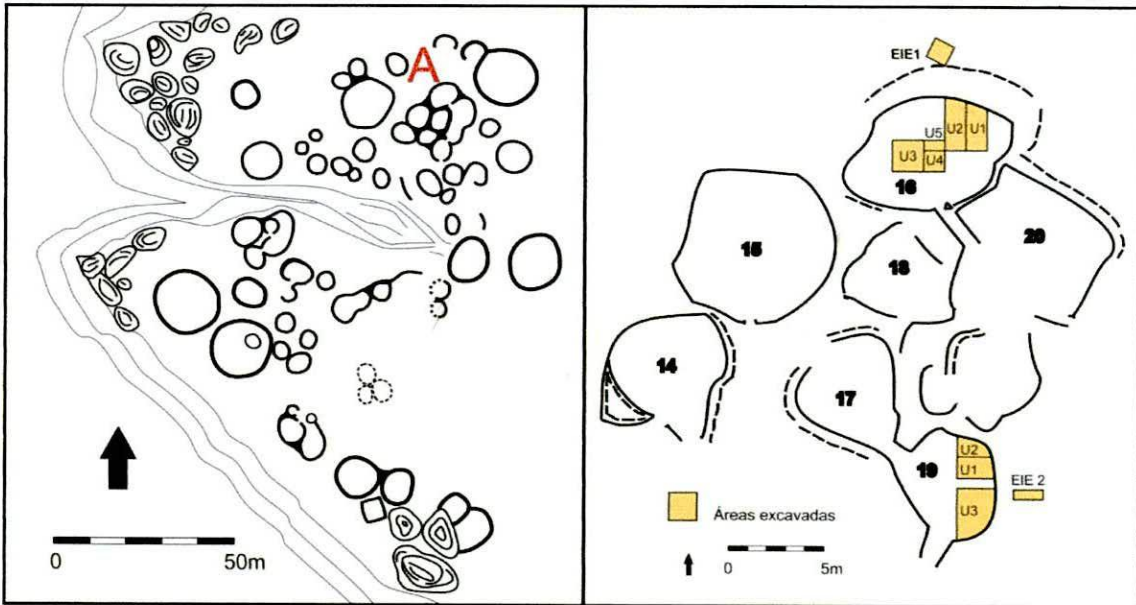 A
0 50m
EIE1
U5 U2 U1
U3 U4
16
15
20
18
14
17
19
U2
U1
EIE 2
U3
Áreas excavadas
0 5m